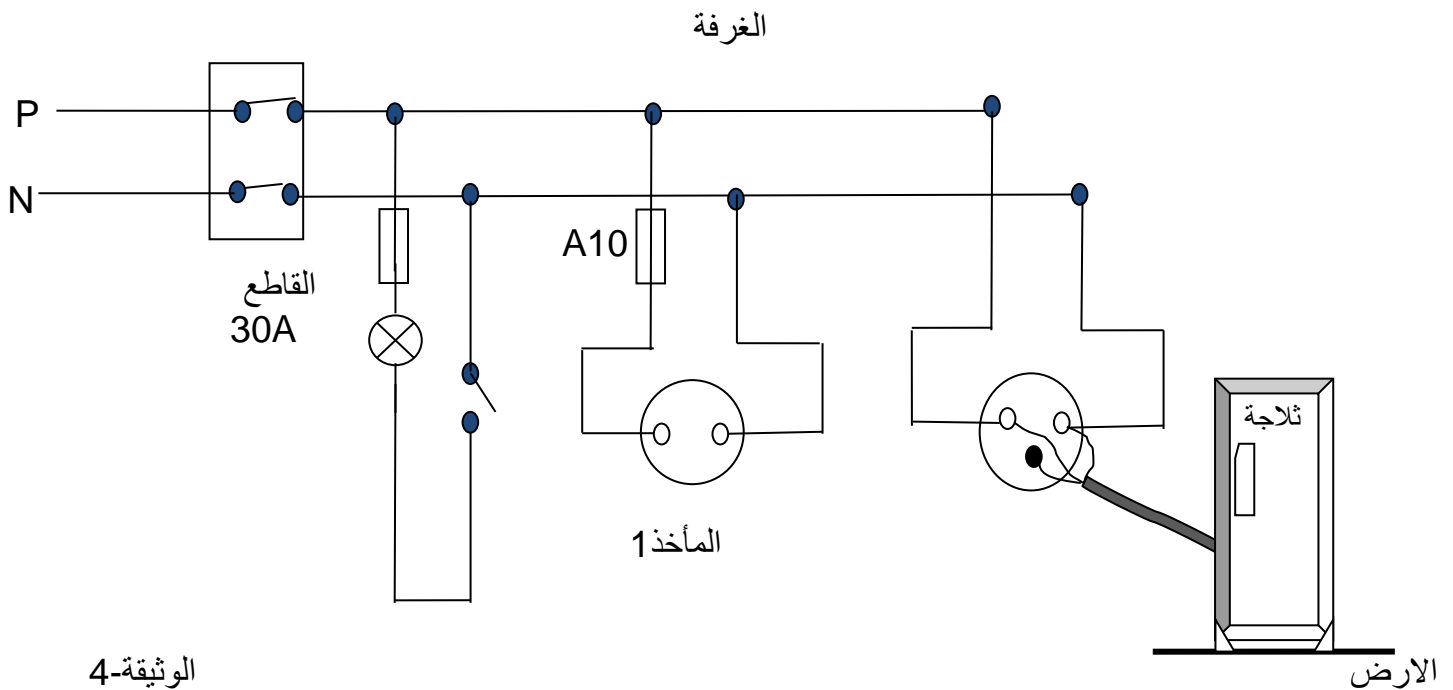 الغرفة
P
N
القاطع
30A
A10
ثلاجة
المأخذ1
الوثيقة-4
الارض